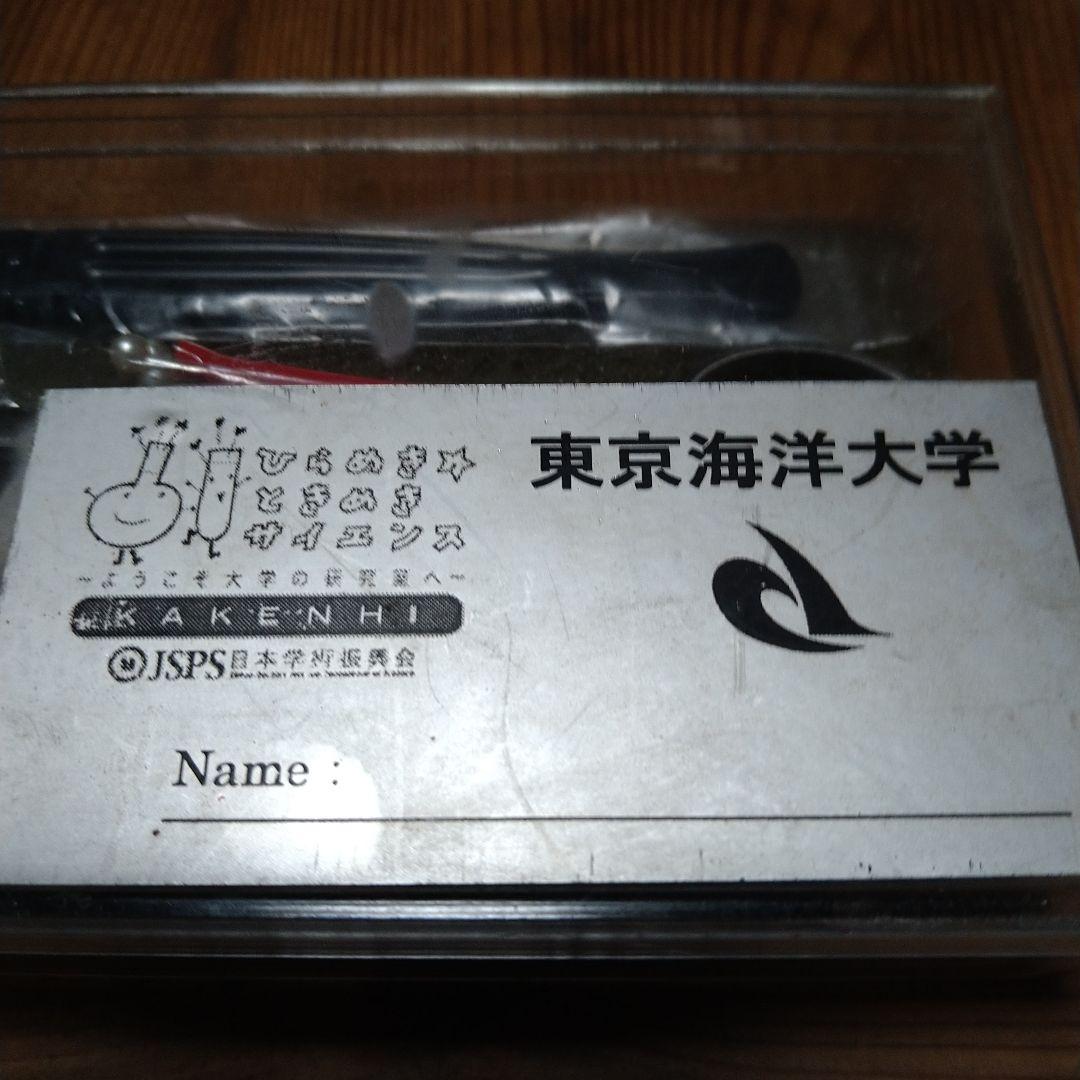 ひらめき☆
ときめき
サイエンス
~ようこそ大学の研究室へ~
KAKENHI
JSPS日本学術振興会
東京海洋大学
Name :